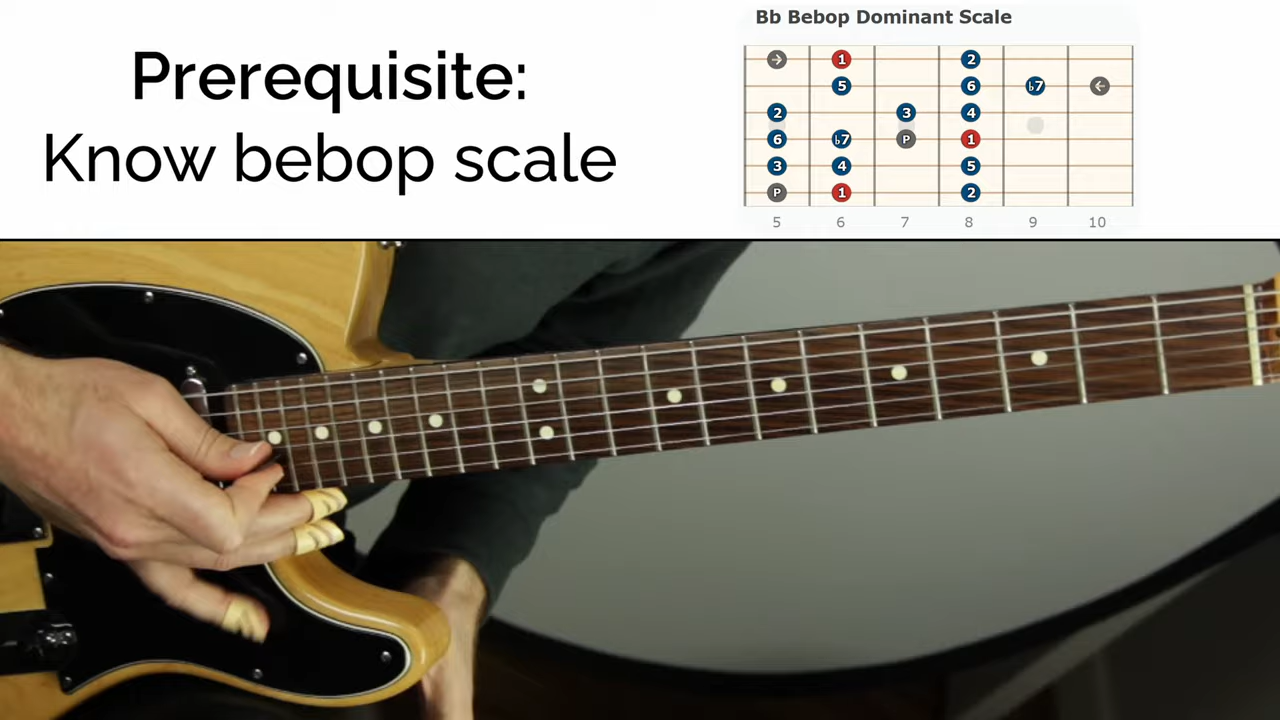 Prerequisite:
Know bebop scale
Bb Bebop Dominant Scale
→ 1 2
5 6 b7 ←
2 3 4
6 b7 P 1
3 4 5
P 1 2
5 6 7 8 9 10